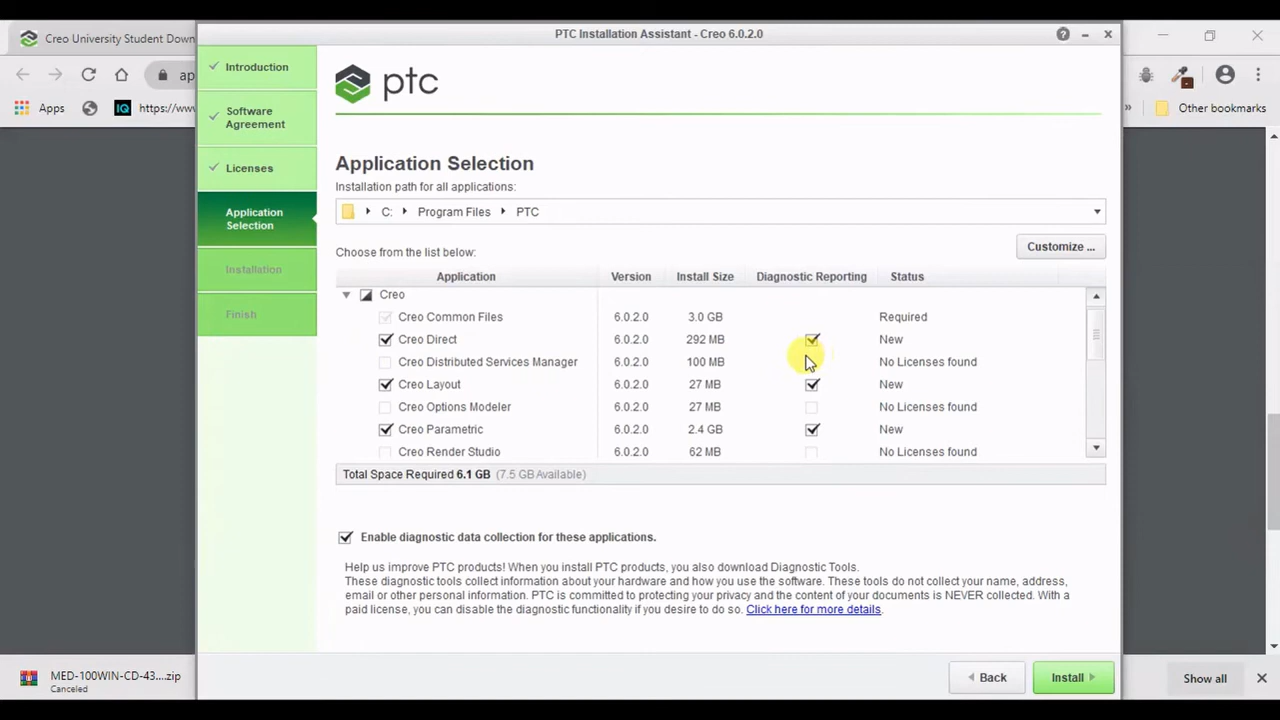 PTC Installation Assistant - Creo 6.0.2.0
Creo University Student Down
ap
Apps
IQ
https://www
»
Other bookmarks
Introduction
Software
Agreement
Licenses
Application
Selection
Installation
Finish
ptc
Application Selection
Installation path for all applications:
C: Program Files PTC
Choose from the list below:
Customize ...
Application Version Install Size Diagnostic Reporting Status
Creo
Creo Common Files 6.0.2.0 3.0 GB Required
Creo Direct 6.0.2.0 292 MB New
Creo Distributed Services Manager 6.0.2.0 100 MB No Licenses found
Creo Layout 6.0.2.0 27 MB New
Creo Options Modeler 6.0.2.0 27 MB No Licenses found
Creo Parametric 6.0.2.0 2.4 GB New
Creo Render Studio 6.0.2.0 62 MB No Licenses found
Total Space Required 6.1 GB (7.5 GB Available)
Enable diagnostic data collection for these applications.
Help us improve PTC products! When you install PTC products, you also download Diagnostic Tools.
These diagnostic tools collect information about your hardware and how you use the software. These tools do not collect your name, address,
email or other personal information. PTC is committed to protecting your privacy and the content of your documents is NEVER collected. With a
paid license, you can disable the diagnostic functionality if you desire to do so. Click here for more details.
Back
Install
MED-100WIN-CD-43....zip
Canceled
Show all